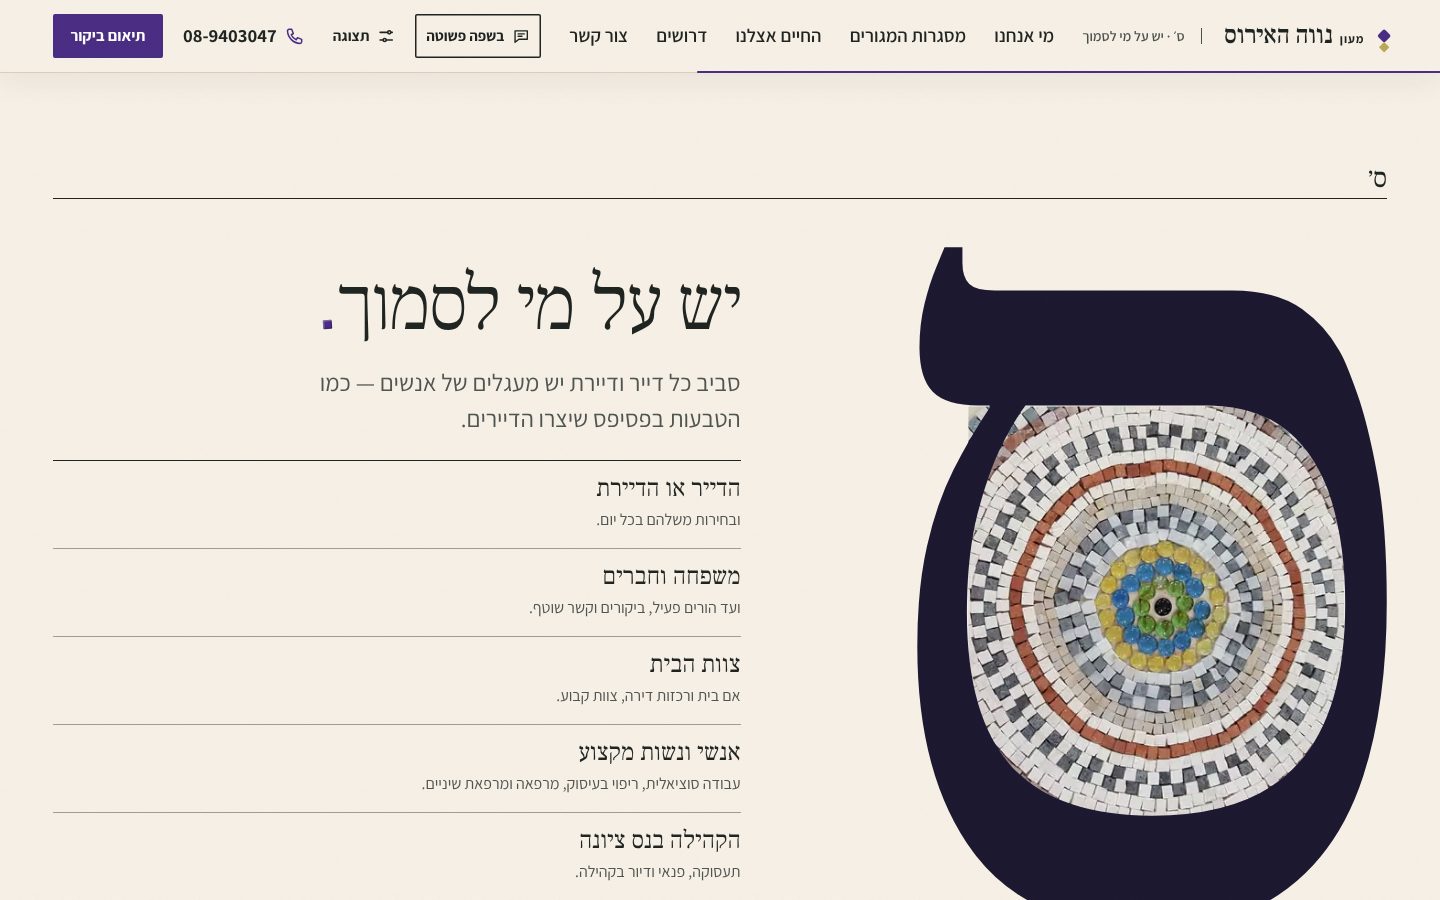 מעון נווה האירוס
ס׳ · יש על מי לסמוך
מי אנחנו
מסגרות המגורים
החיים אצלנו
דרושים
צור קשר
בשפה פשוטה
תצוגה
08-9403047
תיאום ביקור
ס׳
ס
יש על מי לסמוך.
סביב כל דייר ודיירת יש מעגלים של אנשים — כמו
הטבעות בפסיפס שיצרו הדיירים.
הדייר או הדיירת
ובחירות משלהם בכל יום.
משפחה וחברים
ועד הורים פעיל, ביקורים וקשר שוטף.
צוות הבית
אם בית ורכזות דירה, צוות קבוע.
אנשי ונשות מקצוע
עבודה סוציאלית, ריפוי בעיסוק, מרפאה ומרפאת שיניים.
הקהילה בנס ציונה
תעסוקה, פנאי ודיור בקהילה.